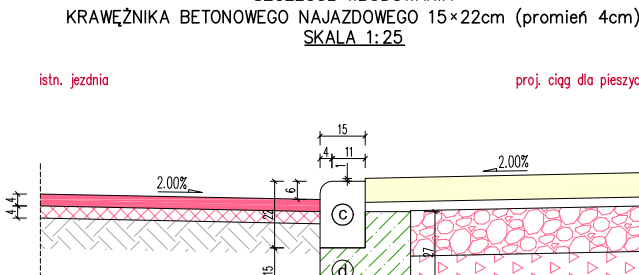 KRAWĘŻNIKA BETONOWEGO NAJAZDOWEGO 15×22cm (promień 4cm)
SKALA 1:25
istn. jezdnia
proj. ciąg dla pieszyc
15
4 11
1
2.00%
2.00%
6
4
4
22
c
27
15
d